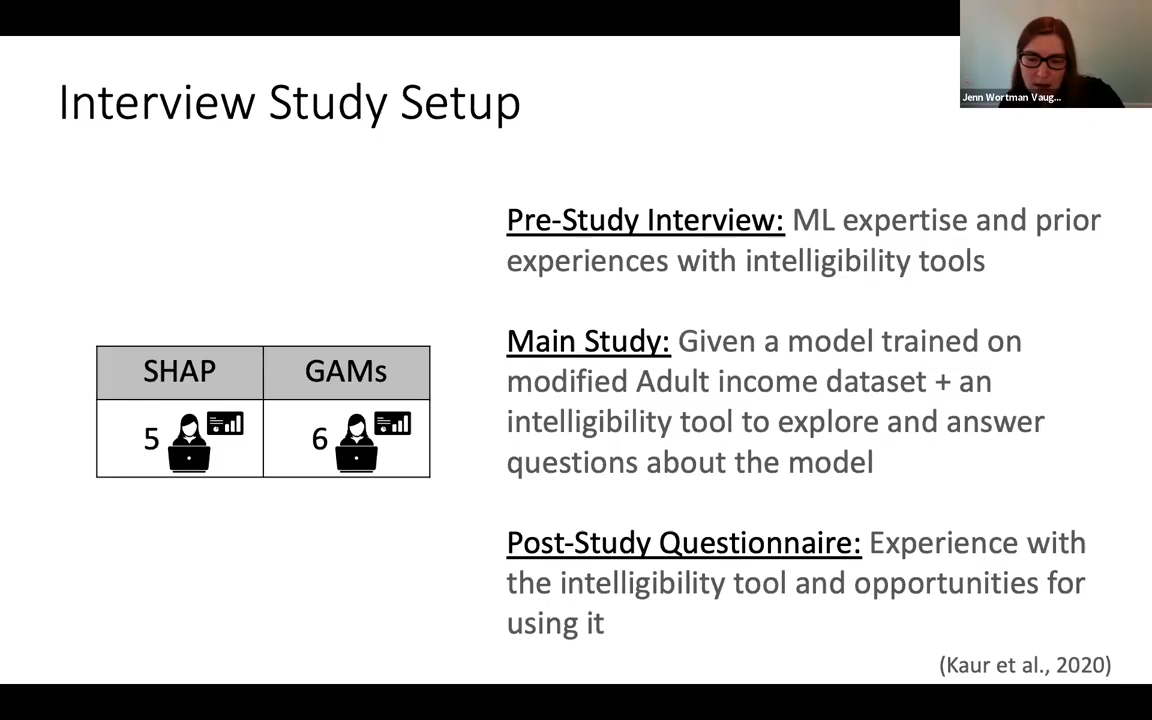 Jenn Wortman Vaug...
Interview Study Setup
Pre-Study Interview: ML expertise and prior
experiences with intelligibility tools
Main Study: Given a model trained on
modified Adult income dataset + an
intelligibility tool to explore and answer
questions about the model
Post-Study Questionnaire: Experience with
the intelligibility tool and opportunities for
using it
SHAP GAMs
5 6
(Kaur et al., 2020)